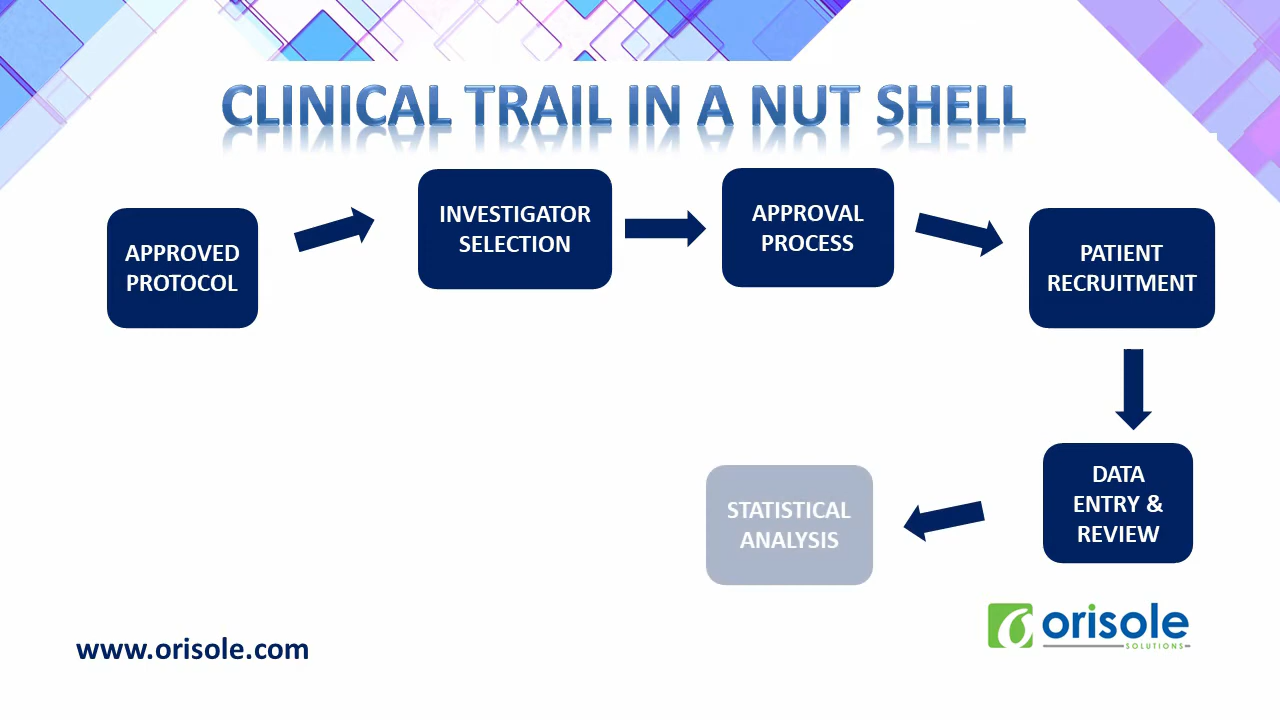 CLINICAL TRAIL IN A NUT SHELL
APPROVED
PROTOCOL
INVESTIGATOR
SELECTION
APPROVAL
PROCESS
PATIENT
RECRUITMENT
DATA
ENTRY &
REVIEW
STATISTICAL
ANALYSIS
www.orisole.com
orisole
SOLUTIONS